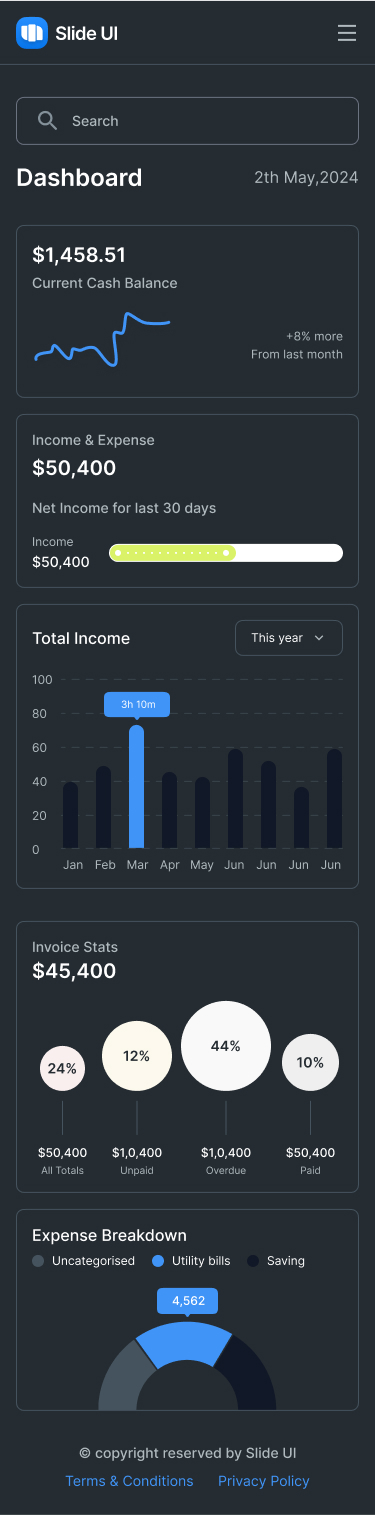 Slide UI
Search
Dashboard
2th May,2024
$1,458.51
Current Cash Balance
+8% more
From last month
Income & Expense
$50,400
Net Income for last 30 days
Income
$50,400
Total Income
This year
100
80
60
40
20
0
3h 10m
Jan Feb Mar Apr May Jun Jun Jun Jun
Invoice Stats
$45,400
24% 12% 44% 10%
$50,400 $1,0,400 $1,0,400 $50,400
All Totals Unpaid Overdue Paid
Expense Breakdown
Uncategorised Utility bills Saving
4,562
© copyright reserved by Slide UI
Terms & Conditions Privacy Policy